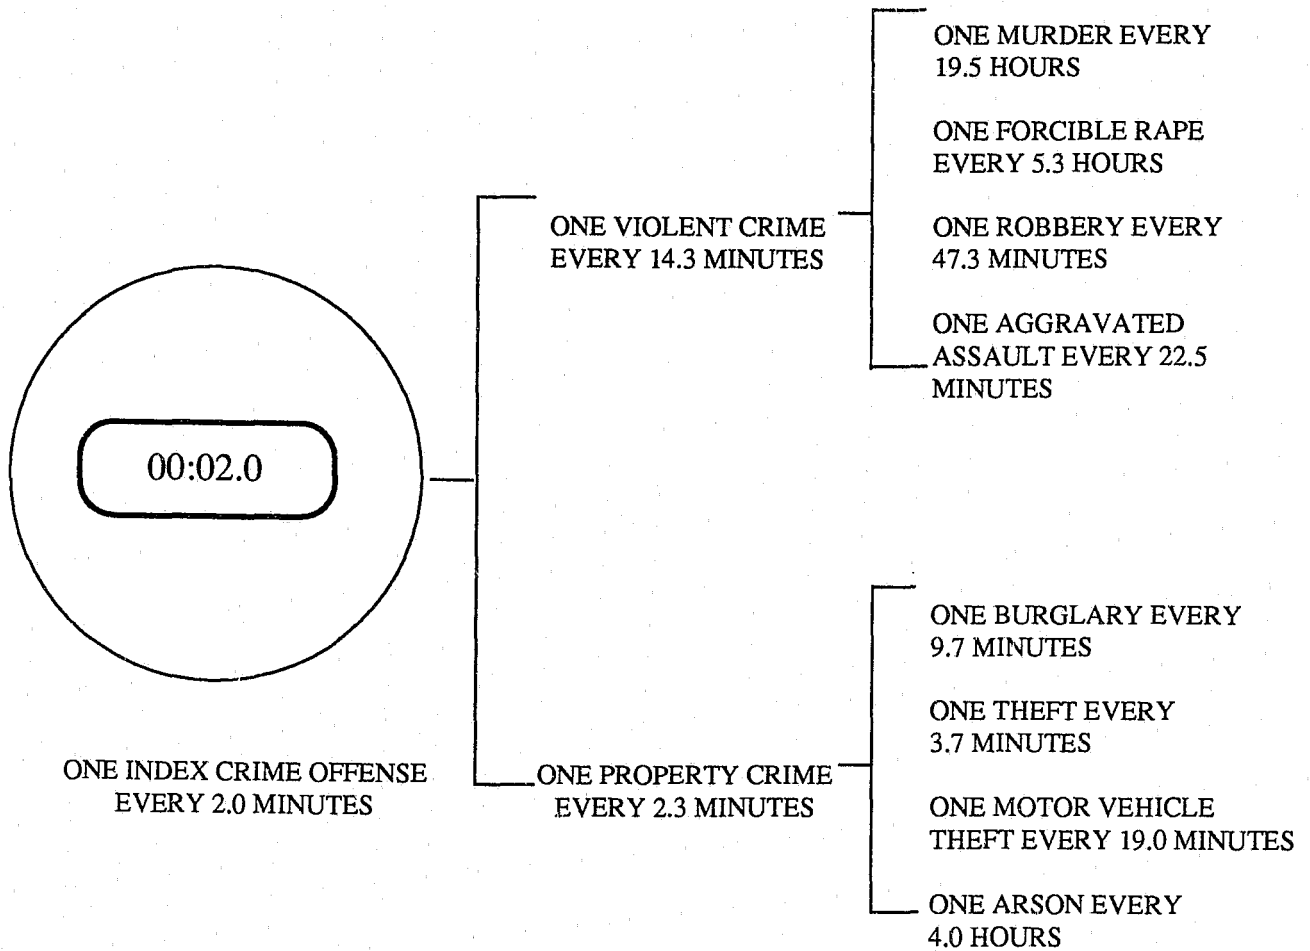 00:02.0
ONE INDEX CRIME OFFENSE
EVERY 2.0 MINUTES
ONE VIOLENT CRIME
EVERY 14.3 MINUTES
ONE MURDER EVERY
19.5 HOURS
ONE FORCIBLE RAPE
EVERY 5.3 HOURS
ONE ROBBERY EVERY
47.3 MINUTES
ONE AGGRAVATED
ASSAULT EVERY 22.5
MINUTES
ONE PROPERTY CRIME
EVERY 2.3 MINUTES
ONE BURGLARY EVERY
9.7 MINUTES
ONE THEFT EVERY
3.7 MINUTES
ONE MOTOR VEHICLE
THEFT EVERY 19.0 MINUTES
ONE ARSON EVERY
4.0 HOURS